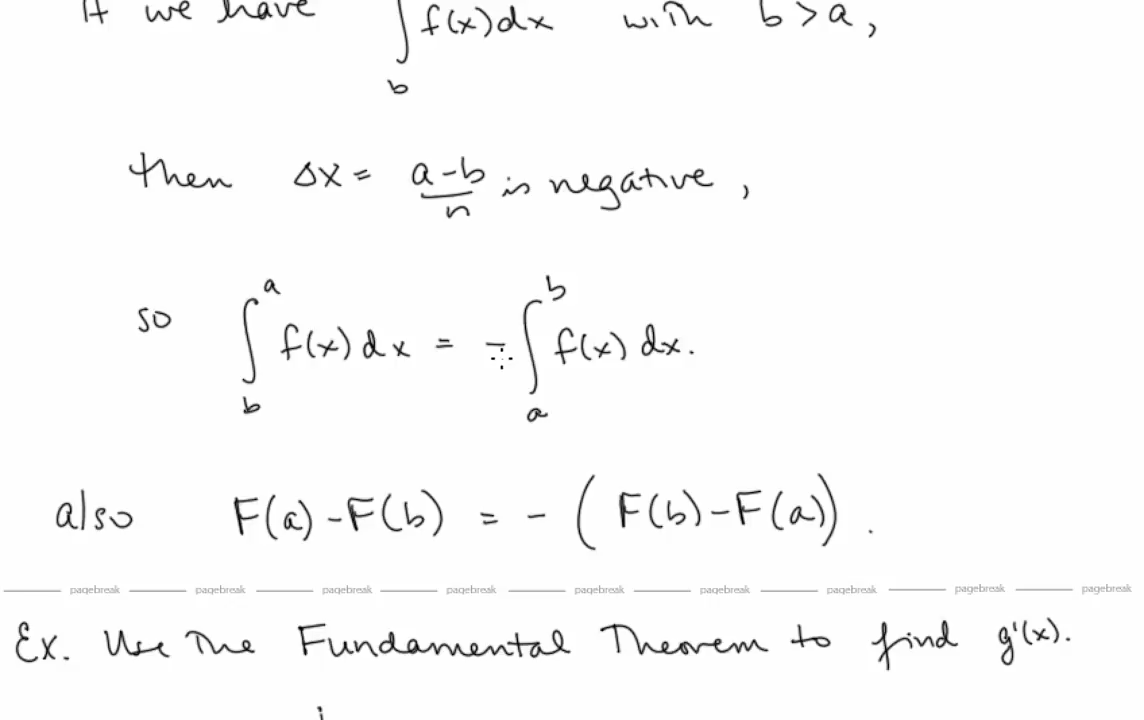 If we have ∫_b f(x)dx with b > a,
then Δx = (a-b)/n is negative,
so ∫_b^a f(x)dx = -∫_a^b f(x) dx.
also F(a)-F(b) = -(F(b)-F(a)).
pagebreak pagebreak pagebreak pagebreak pagebreak pagebreak pagebreak pagebreak pagebreak
Ex. Use The Fundamental Theorem to find g'(x).